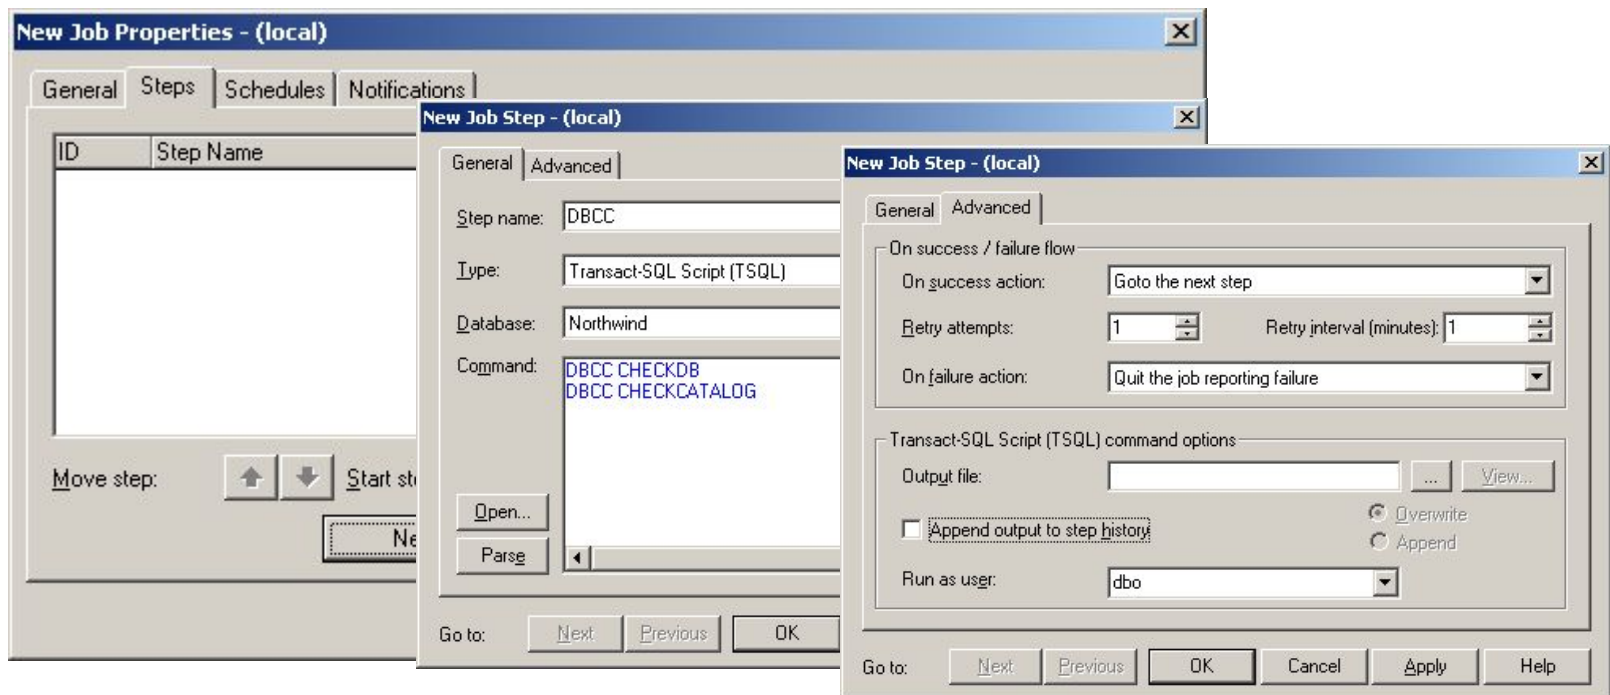 New Job Properties - (local)
General Steps Schedules Notifications
ID Step Name
Move step: Start
New Job Step - (local)
General Advanced
Step name: DBCC
Type: Transact-SQL Script (TSQL)
Database: Northwind
Command: DBCC CHECKDB
DBCC CHECKCATALOG
Open...
Parse
Go to: Next Previous OK
New Job Step - (local)
General Advanced
On success / failure flow
On success action: Goto the next step
Retry attempts: 1 Retry interval (minutes): 1
On failure action: Quit the job reporting failure
Transact-SQL Script (TSQL) command options
Output file: ... View...
Overwrite
Append output to step history
Append
Run as user: dbo
Go to: Next Previous OK Cancel Apply Help